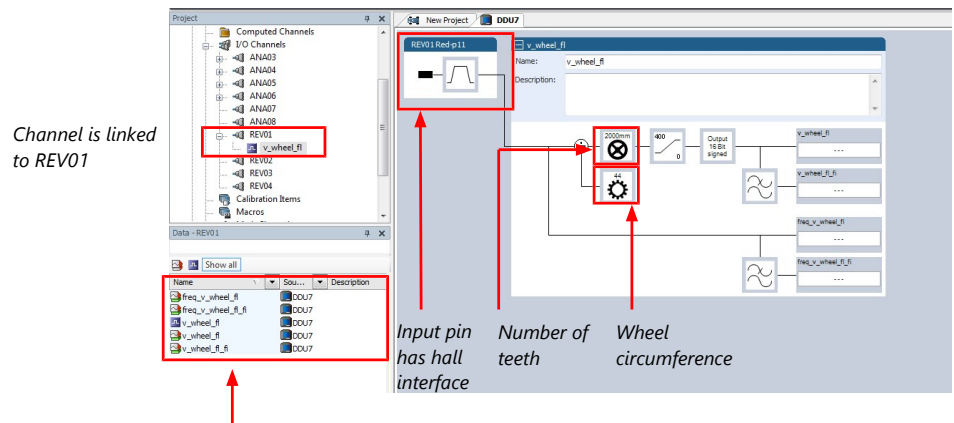 Project
Computed Channels
I/O Channels
ANA03
ANA04
ANA05
ANA06
ANA07
ANA08
REV01
v_wheel_fl
REV02
REV03
REV04
Calibration Items
Macros
Channel is linked
to REV01
Data - REV01
Show all
Name Sou... Description
freq_v_wheel_fl DDU7
freq_v_wheel_fl_fi DDU7
v_wheel_fl DDU7
v_wheel_fl DDU7
v_wheel_fl_fi DDU7
New Project DDU7
REV01 Red-p11
v_wheel_fl
Name: v_wheel_fl
Description:
2000mm
44
400
0
Output
16 Bit
signed
v_wheel_fl
---
v_wheel_fl_fi
---
freq_v_wheel_fl
---
freq_v_wheel_fl_fi
---
Input pin
has hall
interface
Number of
teeth
Wheel
circumference